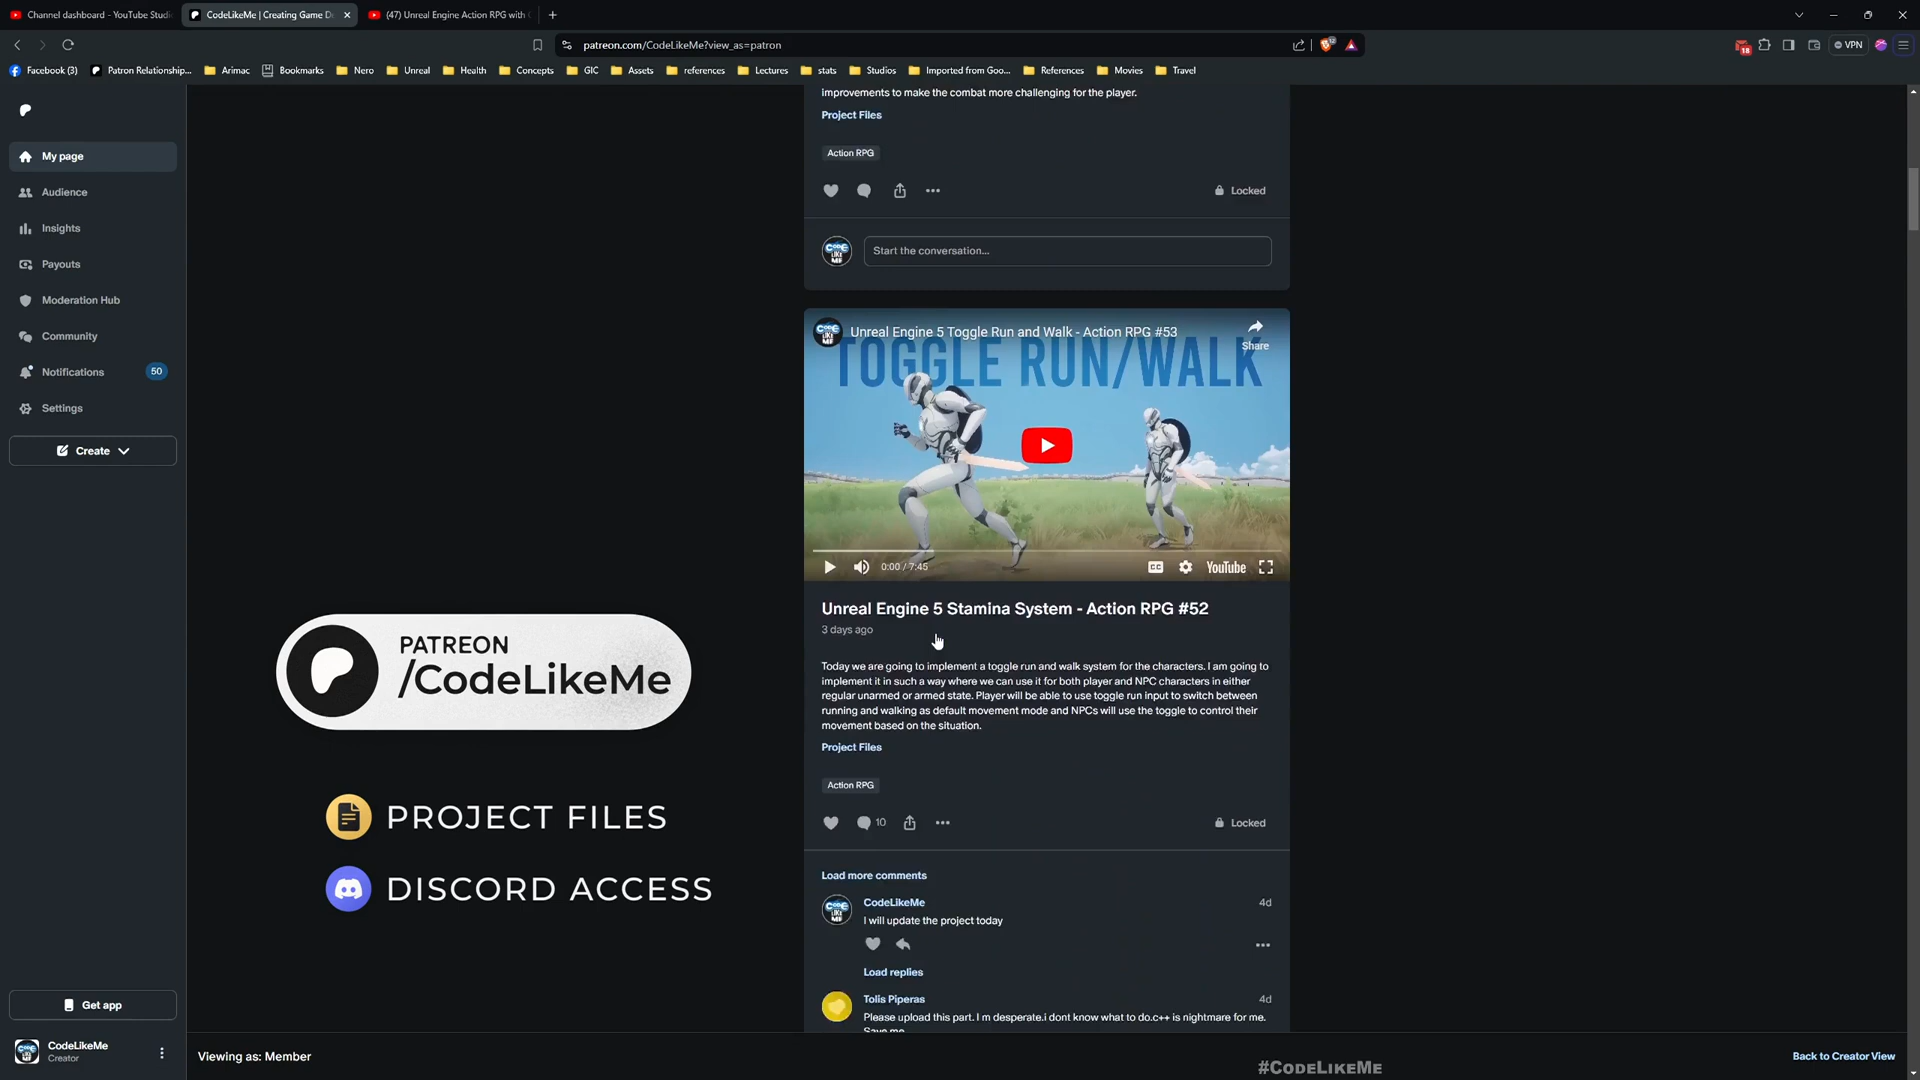 Channel dashboard - YouTube Studi
CodeLikeMe | Creating Game D
(47) Unreal Engine Action RPG with
patreon.com/CodeLikeMe?view_as=patron
VPN
Facebook (3)
Patron Relationship...
Arimac
Bookmarks
Nero
Unreal
Health
Concepts
GIC
Assets
references
Lectures
stats
Studios
Imported from Goo...
References
Movies
Travel
My page
Audience
Insights
Payouts
Moderation Hub
Community
Notifications
50
Settings
Create
Get app
CodeLikeMe
Creator
improvements to make the combat more challenging for the player.
Project Files
Action RPG
Locked
Start the conversation...
Unreal Engine 5 Toggle Run and Walk - Action RPG #53
Share
TOGGLE RUN/WALK
0:00 / 7:45
CC
YouTube
Unreal Engine 5 Stamina System - Action RPG #52
3 days ago
Today we are going to implement a toggle run and walk system for the characters. I am going to
implement it in such a way where we can use it for both player and NPC characters in either
regular unarmed or armed state. Player will be able to use toggle run input to switch between
running and walking as default movement mode and NPCs will use the toggle to control their
movement based on the situation.
Project Files
Action RPG
10
Locked
Load more comments
CodeLikeMe
4d
I will update the project today
Load replies
Tolis Piperas
4d
Please upload this part. I m desperate.i dont know what to do.c++ is nightmare for me.
Save me
PATREON
/CodeLikeMe
PROJECT FILES
DISCORD ACCESS
Viewing as: Member
#CodeLikeMe
Back to Creator View